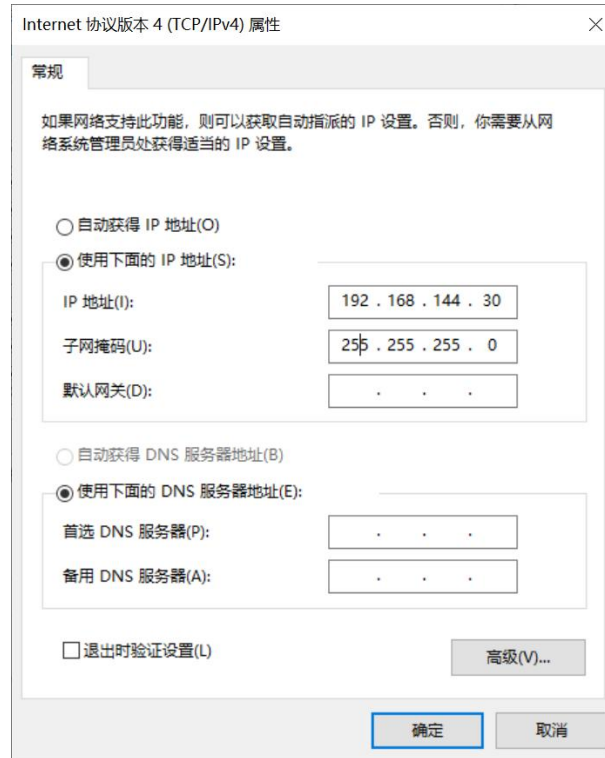 Internet 协议版本 4 (TCP/IPv4) 属性
常规
如果网络支持此功能，则可以获取自动指派的 IP 设置。否则，你需要从网
络系统管理员处获得适当的 IP 设置。
自动获得 IP 地址(O)
使用下面的 IP 地址(S):
IP 地址(I): 192 . 168 . 144 . 30
子网掩码(U): 255 . 255 . 255 . 0
默认网关(D): . . .
自动获得 DNS 服务器地址(B)
使用下面的 DNS 服务器地址(E):
首选 DNS 服务器(P): . . .
备用 DNS 服务器(A): . . .
退出时验证设置(L)
高级(V)...
确定 取消